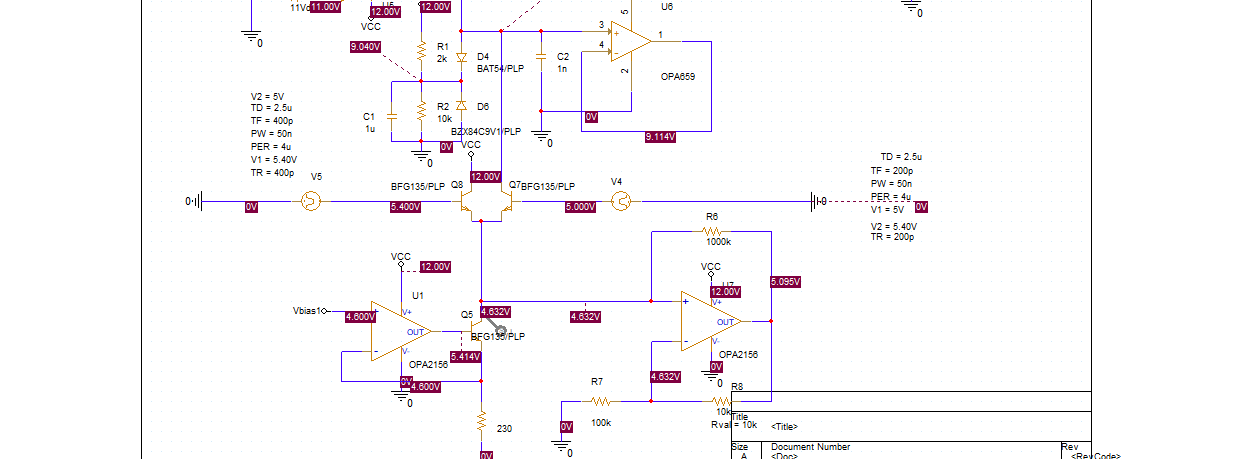 11.00V
12.00V
12.00V
U6
VCC
0
0
5
3
1
4
2
9.040V
R1
2k
D4
BAT54/PLP
C2
1n
OPA659
V2 = 5V
TD = 2.5u
TF = 400p
PW = 50n
PER = 4u
V1 = 5.40V
TR = 400p
C1
1u
R2
10k
D6
BZX84C9V1/PLP
0V
0V
0
0
9.114V
VCC
12.00V
TD = 2.5u
TF = 200p
PW = 50n
PER = 4u
V1 = 5V
V2 = 5.40V
TR = 200p
V5
BFG135/PLP
Q8
Q7
BFG135/PLP
V4
0
0V
5.400V
5.000V
0
0V
R6
1000k
VCC
12.00V
VCC
12.00V
U7
5.095V
U1
Vbias1
4.600V
V+
OUT
V-
OPA2156
Q5
4.632V
BFG135/PLP
5.414V
4.632V
V+
OUT
V-
OPA2156
0V
4.600V
0
4.632V
0V
0
R7
100k
R8
10k
Rval = 10k
230
0V
0V
0
Title
<Title>
Size
A
Document Number
<Doc>
Rev
<RevCode>